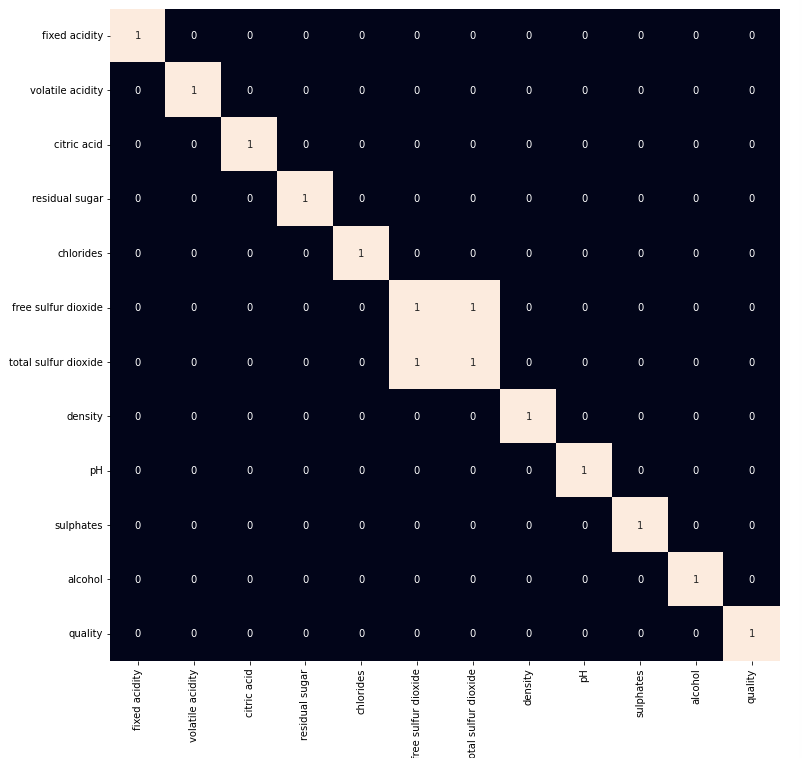 fixed acidity 1 0 0 0 0 0 0 0 0 0 0 0
volatile acidity 0 1 0 0 0 0 0 0 0 0 0 0
citric acid 0 0 1 0 0 0 0 0 0 0 0 0
residual sugar 0 0 0 1 0 0 0 0 0 0 0 0
chlorides 0 0 0 0 1 0 0 0 0 0 0 0
free sulfur dioxide 0 0 0 0 0 1 1 0 0 0 0 0
total sulfur dioxide 0 0 0 0 0 1 1 0 0 0 0 0
density 0 0 0 0 0 0 0 1 0 0 0 0
pH 0 0 0 0 0 0 0 0 1 0 0 0
sulphates 0 0 0 0 0 0 0 0 0 1 0 0
alcohol 0 0 0 0 0 0 0 0 0 0 1 0
quality 0 0 0 0 0 0 0 0 0 0 0 1
fixed acidity
volatile acidity
citric acid
residual sugar
chlorides
free sulfur dioxide
otal sulfur dioxide
density
pH
sulphates
alcohol
quality